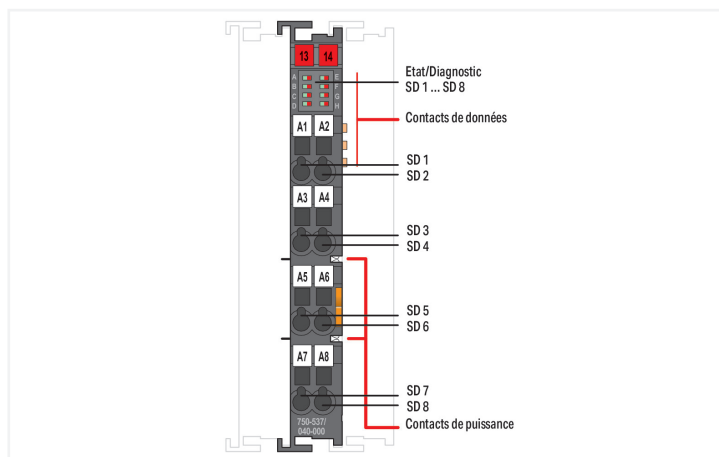 13 14
A E
B F
C G
D H
Etat/Diagnostic
SD 1 ... SD 8
Contacts de données
A1 A2
SD 1
SD 2
A3 A4
SD 3
SD 4
A5 A6
SD 5
SD 6
A7 A8
SD 7
SD 8
750-537/
040-000
Contacts de puissance